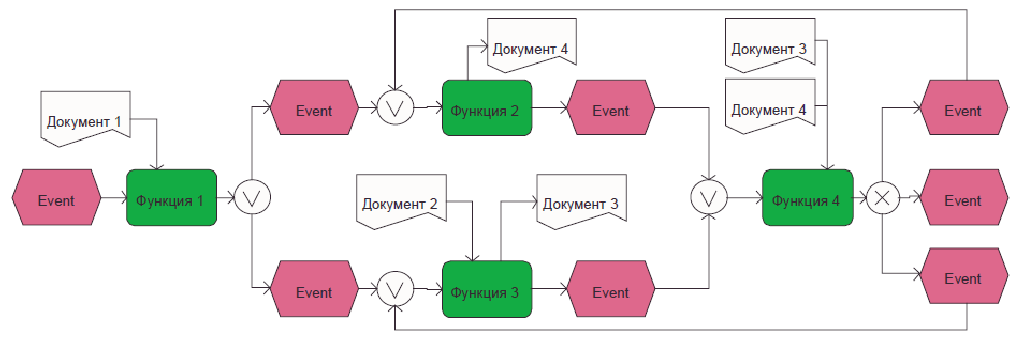 Документ 4
Документ 3
Event
V
Функция 2
Event
Документ 4
Event
Документ 1
Event
Функция 1
V
Документ 2
Документ 3
V
Функция 4
X
Event
Event
V
Функция 3
Event
Event